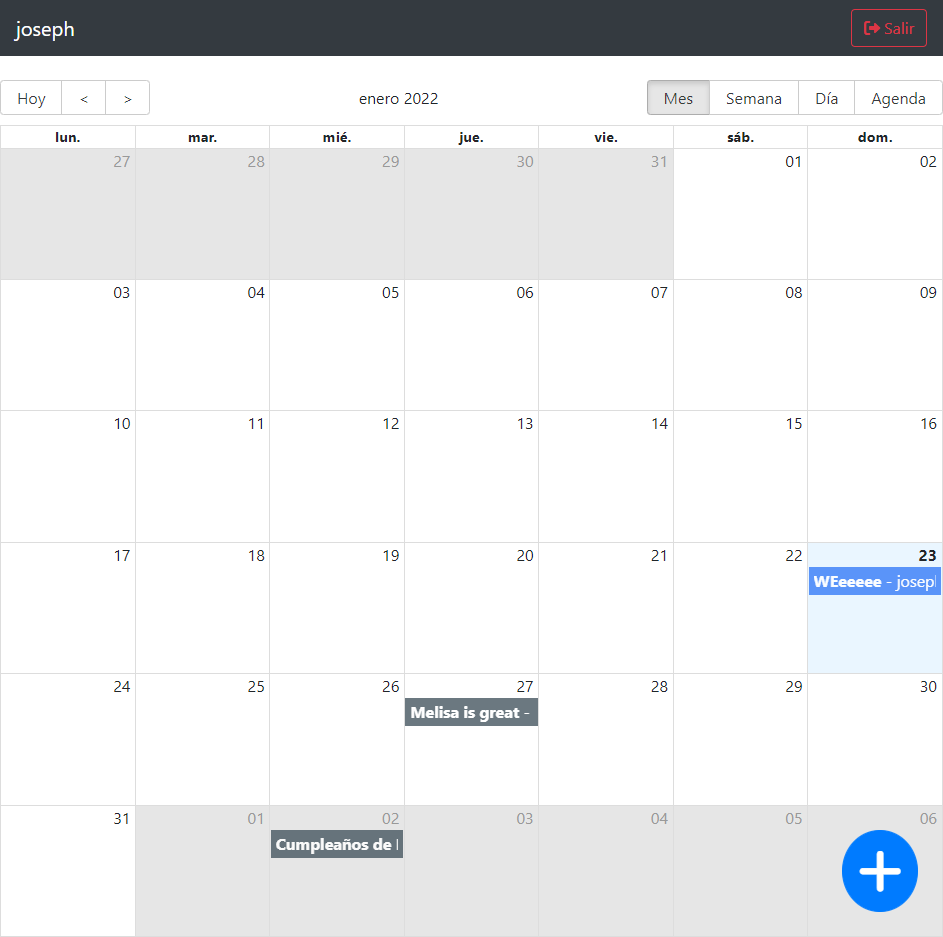 joseph Salir
Hoy < > enero 2022 Mes Semana Día Agenda
lun. mar. mié. jue. vie. sáb. dom.
27 28 29 30 31 01 02
03 04 05 06 07 08 09
10 11 12 13 14 15 16
17 18 19 20 21 22 23
WEeeeee - josep
24 25 26 27 28 29 30
Melisa is great -
31 01 02 03 04 05 06
Cumpleaños de